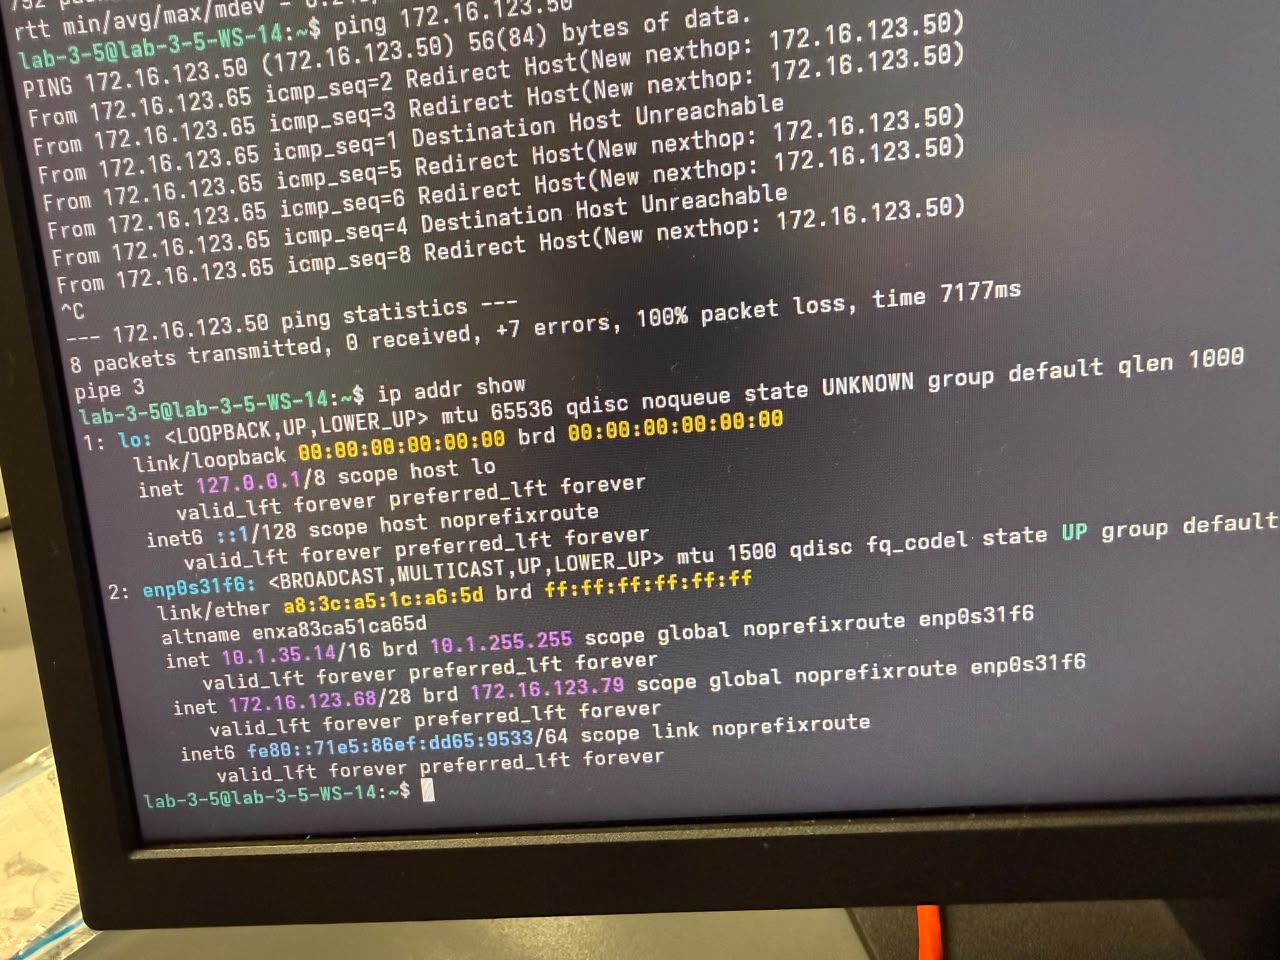 rtt min/avg/max/mdev
lab-3-5@lab-3-5-WS-14:~$ ping 172.16.123.50
PING 172.16.123.50 (172.16.123.50) 56(84) bytes of data.
From 172.16.123.65 icmp_seq=2 Redirect Host(New nexthop: 172.16.123.50)
From 172.16.123.65 icmp_seq=3 Redirect Host(New nexthop: 172.16.123.50)
From 172.16.123.65 icmp_seq=1 Destination Host Unreachable
From 172.16.123.65 icmp_seq=5 Redirect Host(New nexthop: 172.16.123.50)
From 172.16.123.65 icmp_seq=6 Redirect Host(New nexthop: 172.16.123.50)
From 172.16.123.65 icmp_seq=4 Destination Host Unreachable
From 172.16.123.65 icmp_seq=8 Redirect Host(New nexthop: 172.16.123.50)
^C
--- 172.16.123.50 ping statistics ---
8 packets transmitted, 0 received, +7 errors, 100% packet loss, time 7177ms
pipe 3
lab-3-5@lab-3-5-WS-14:~$ ip addr show
1: lo: <LOOPBACK,UP,LOWER_UP> mtu 65536 qdisc noqueue state UNKNOWN group default qlen 1000
link/loopback 00:00:00:00:00:00 brd 00:00:00:00:00:00
inet 127.0.0.1/8 scope host lo
valid_lft forever preferred_lft forever
inet6 ::1/128 scope host noprefixroute
valid_lft forever preferred_lft forever
2: enp0s31f6: <BROADCAST,MULTICAST,UP,LOWER_UP> mtu 1500 qdisc fq_codel state UP group default
link/ether a8:3c:a5:1c:a6:5d brd ff:ff:ff:ff:ff:ff
altname enxa83ca51ca65d
inet 10.1.35.14/16 brd 10.1.255.255 scope global noprefixroute enp0s31f6
valid_lft forever preferred_lft forever
inet 172.16.123.68/28 brd 172.16.123.79 scope global noprefixroute enp0s31f6
valid_lft forever preferred_lft forever
inet6 fe80::71e5:86ef:dd65:9533/64 scope link noprefixroute
valid_lft forever preferred_lft forever
lab-3-5@lab-3-5-WS-14:~$